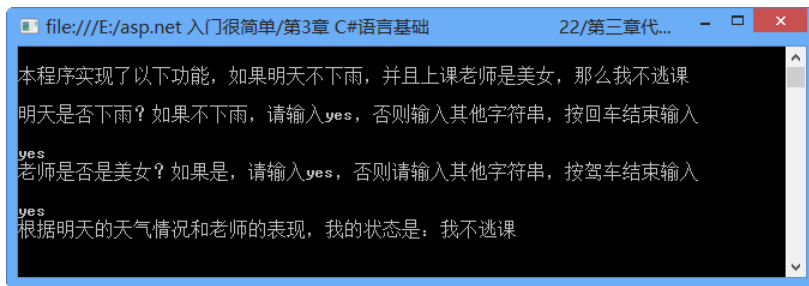 file:///E:/asp.net 入门很简单/第3章 C#语言基础 22/第三章代...
本程序实现了以下功能，如果明天不下雨，并且上课老师是美女，那么我不逃课
明天是否下雨？如果不下雨，请输入yes，否则输入其他字符串，按回车结束输入
yes
老师是否是美女？如果是，请输入yes，否则请输入其他字符串，按驾车结束输入
yes
根据明天的天气情况和老师的表现，我的状态是：我不逃课